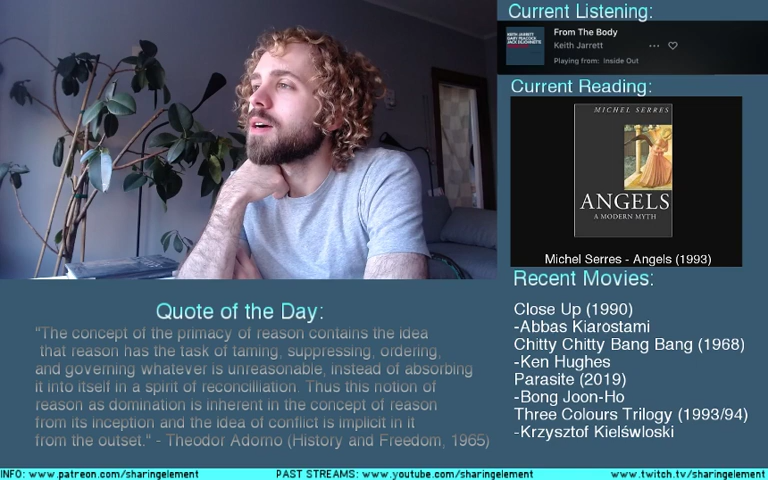 Current Listening:
KEITH JARRETT
GARY PEACOCK
JACK DEJOHNETTE
From The Body
Keith Jarrett
Playing from: Inside Out
Current Reading:
MICHEL SERRES
ANGELS
A MODERN MYTH
Michel Serres - Angels (1993)
Recent Movies:
Close Up (1990)
-Abbas Kiarostami
Chitty Chitty Bang Bang (1968)
-Ken Hughes
Parasite (2019)
-Bong Joon-Ho
Three Colours Trilogy (1993/94)
-Krzysztof Kielśwloski
Quote of the Day:
"The concept of the primacy of reason contains the idea
that reason has the task of taming, suppressing, ordering,
and governing whatever is unreasonable, instead of absorbing
it into itself in a spirit of reconcilliation. Thus this notion of
reason as domination is inherent in the concept of reason
from its inception and the idea of conflict is implicit in it
from the outset." - Theodor Adorno (History and Freedom, 1965)
INFO: www.patreon.com/sharingelement
PAST STREAMS: www.youtube.com/sharingelement
www.twitch.tv/sharingelement